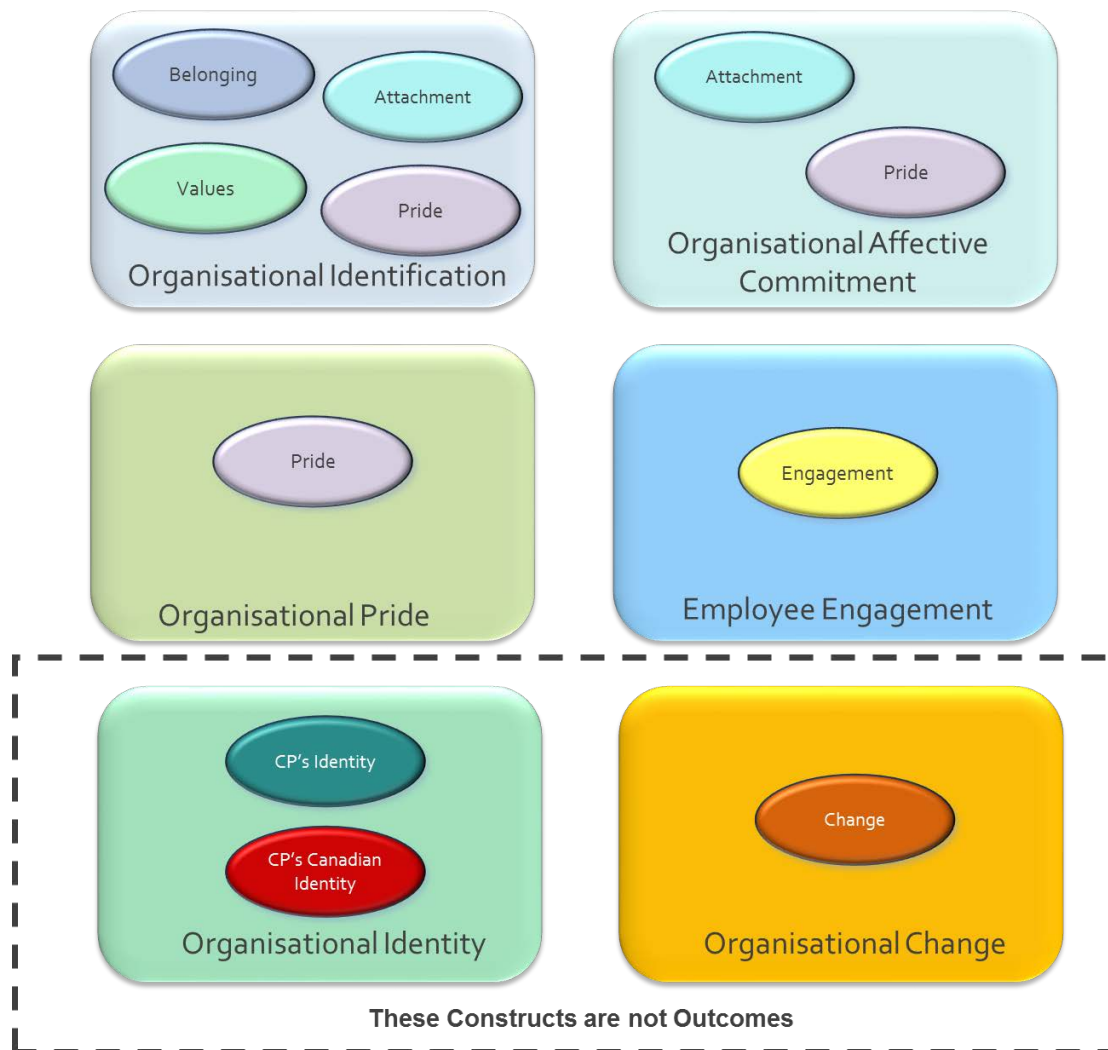 Belonging
Attachment
Values
Pride
Organisational Identification
Attachment
Pride
Organisational Affective
Commitment
Pride
Organisational Pride
Engagement
Employee Engagement
CP’s Identity
CP’s Canadian
Identity
Organisational Identity
Change
Organisational Change
These Constructs are not Outcomes